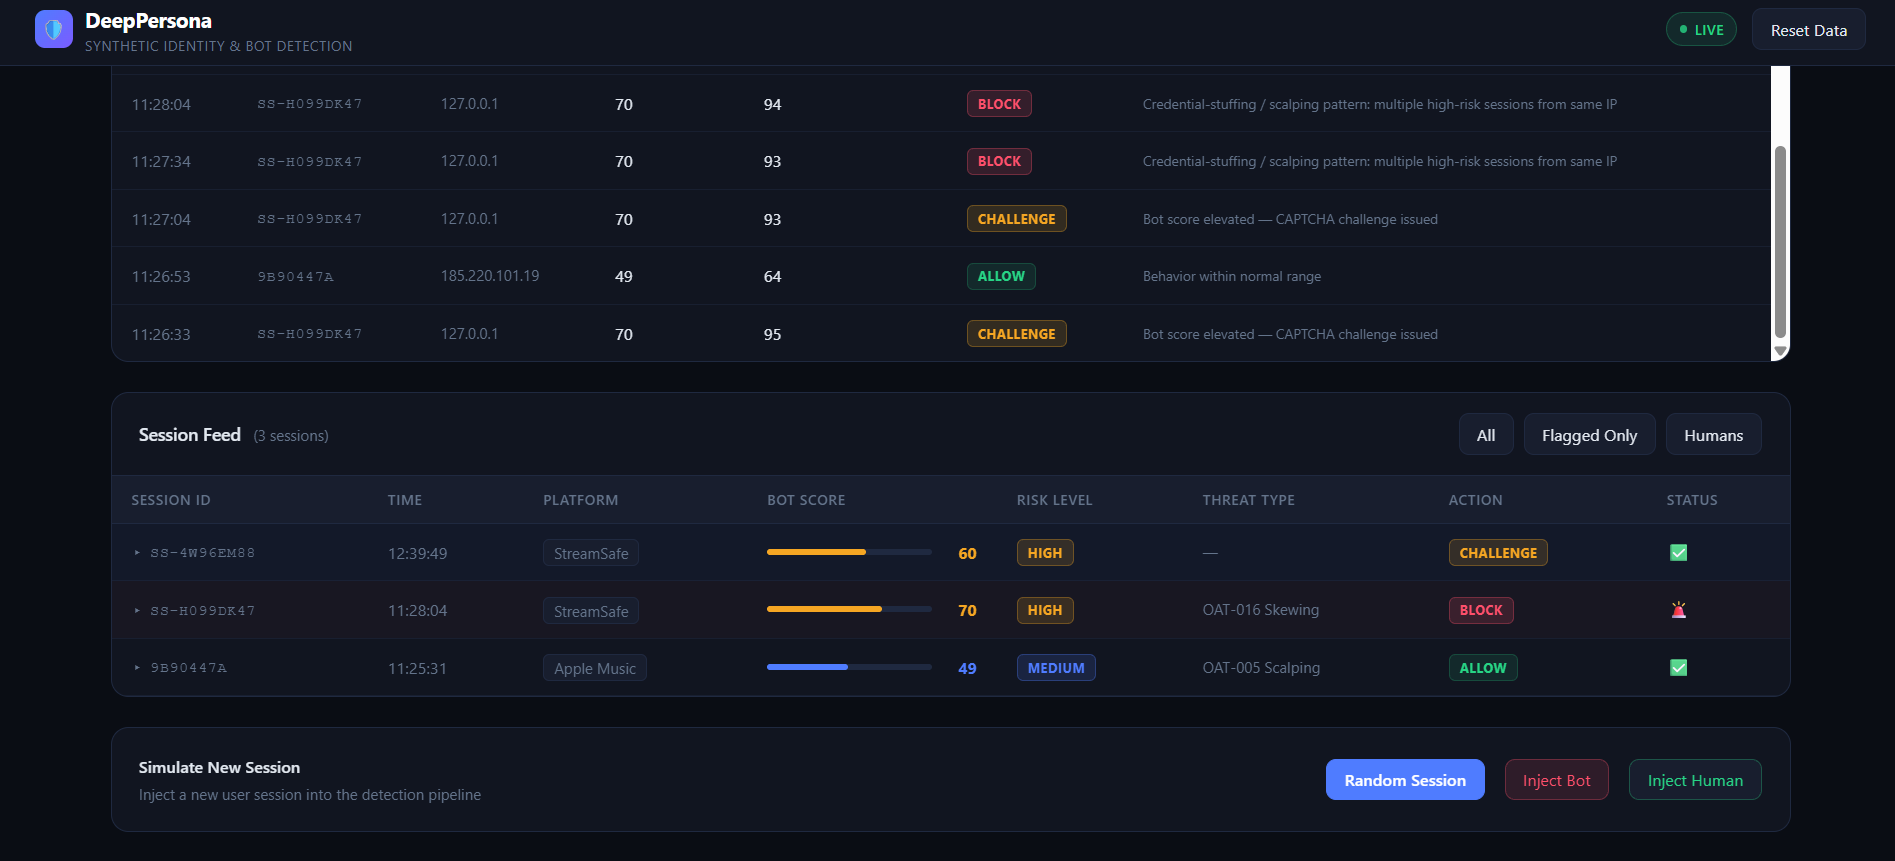 DeepPersona
SYNTHETIC IDENTITY & BOT DETECTION
LIVE
Reset Data
11:28:04 SS-H099DK47 127.0.0.1 70 94 BLOCK Credential-stuffing / scalping pattern: multiple high-risk sessions from same IP
11:27:34 SS-H099DK47 127.0.0.1 70 93 BLOCK Credential-stuffing / scalping pattern: multiple high-risk sessions from same IP
11:27:04 SS-H099DK47 127.0.0.1 70 93 CHALLENGE Bot score elevated — CAPTCHA challenge issued
11:26:53 9B90447A 185.220.101.19 49 64 ALLOW Behavior within normal range
11:26:33 SS-H099DK47 127.0.0.1 70 95 CHALLENGE Bot score elevated — CAPTCHA challenge issued
Session Feed (3 sessions) All Flagged Only Humans
SESSION ID TIME PLATFORM BOT SCORE RISK LEVEL THREAT TYPE ACTION STATUS
SS-4W96EM88 12:39:49 StreamSafe 60 HIGH — CHALLENGE
SS-H099DK47 11:28:04 StreamSafe 70 HIGH OAT-016 Skewing BLOCK
9B90447A 11:25:31 Apple Music 49 MEDIUM OAT-005 Scalping ALLOW
Simulate New Session
Inject a new user session into the detection pipeline
Random Session Inject Bot Inject Human